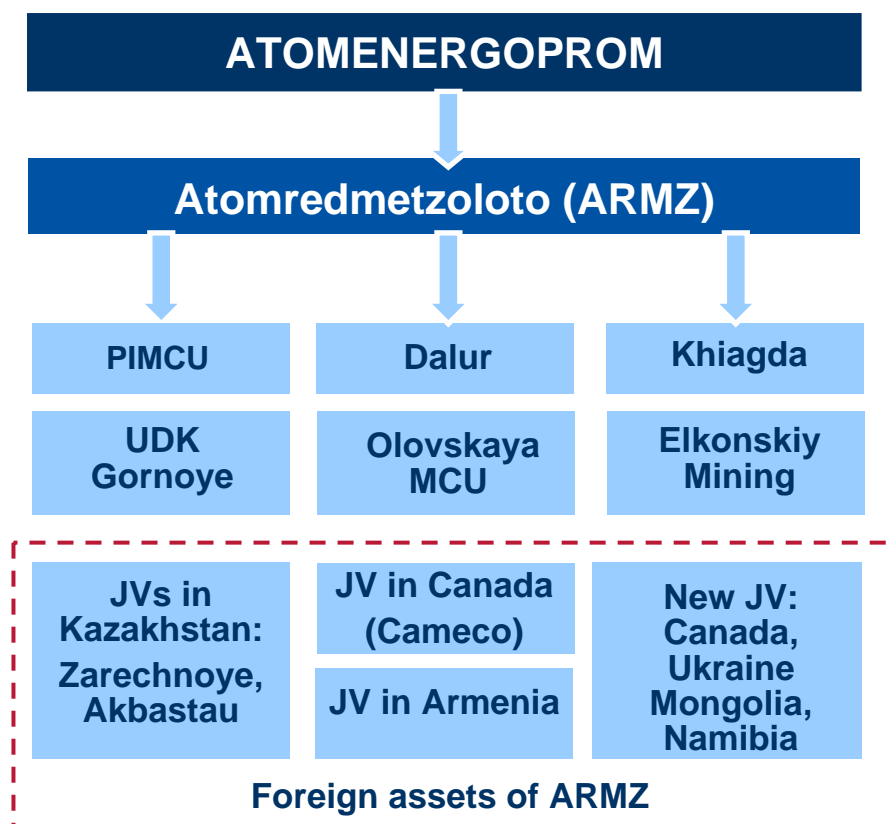 ATOMENERGOPROM
Atomredmetzoloto (ARMZ)
PIMCU
Dalur
Khiagda
UDK
Gornoye
Olovskaya
MCU
Elkonskiy
Mining
JVs in
Kazakhstan:
Zarechnoye,
Akbastau
JV in Canada
(Cameco)
JV in Armenia
New JV:
Canada,
Ukraine
Mongolia,
Namibia
Foreign assets of ARMZ